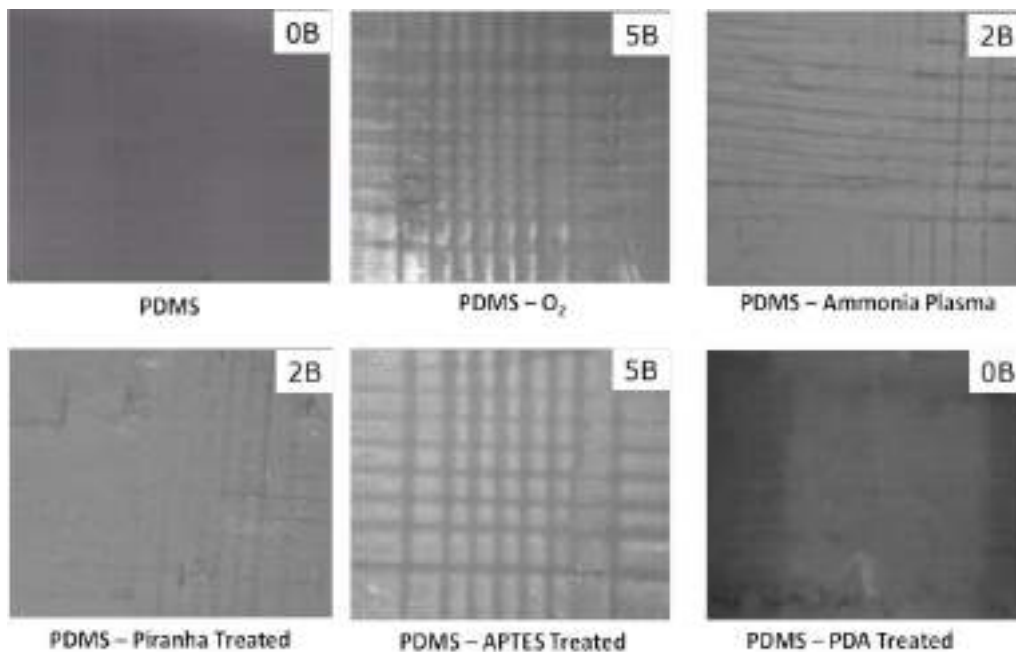 0B
5B
2B
PDMS
PDMS – O₂
PDMS – Ammonia Plasma
2B
5B
0B
PDMS – Piranha Treated
PDMS – APTES Treated
PDMS – PDA Treated